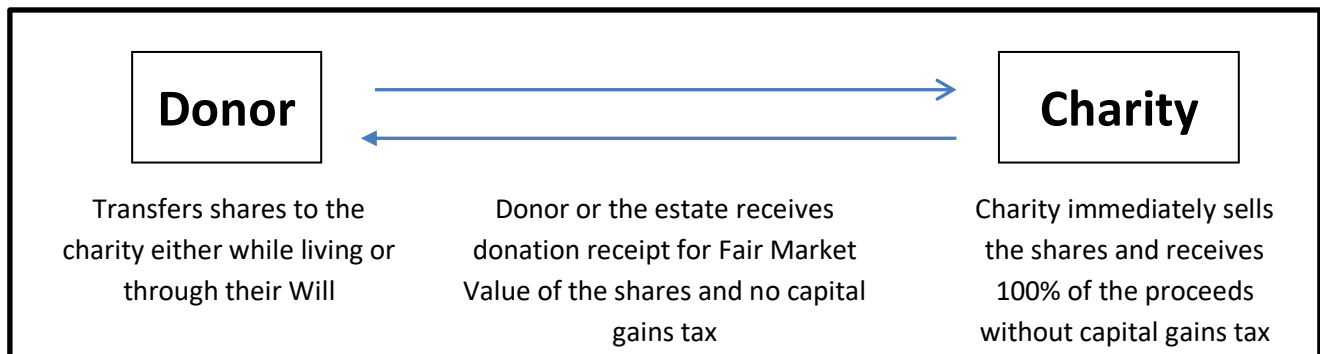 Donor
Charity
Transfers shares to the
charity either while living or
through their Will
Donor or the estate receives
donation receipt for Fair Market
Value of the shares and no capital
gains tax
Charity immediately sells
the shares and receives
100% of the proceeds
without capital gains tax